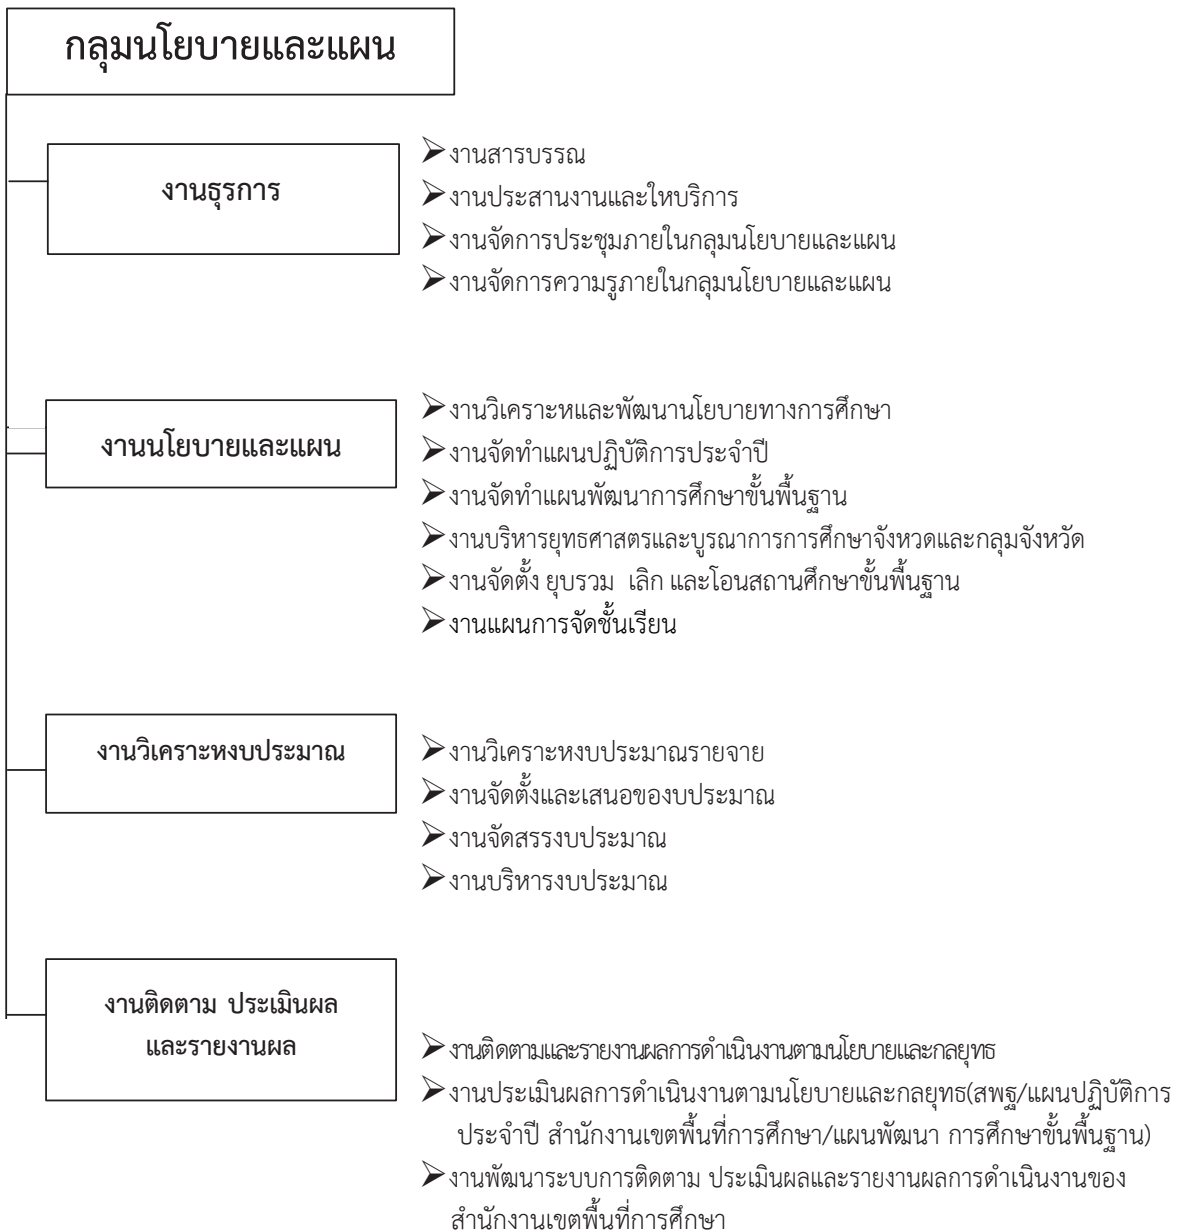 กลุมนโยบายและแผน
งานธุรการ
งานสารบรรณ
งานประสานงานและใหบริการ
งานจัดการประชุมภายในกลุมนโยบายและแผน
งานจัดการความรูภายในกลุมนโยบายและแผน
งานนโยบายและแผน
งานวิเคราะหและพัฒนานโยบายทางการศึกษา
งานจัดทำแผนปฏิบัติการประจำปี
งานจัดทำแผนพัฒนาการศึกษาขั้นพื้นฐาน
งานบริหารยุทธศาสตรและบูรณาการการศึกษาจังหวดและกลุมจังหวัด
งานจัดตั้ง ยุบรวม เลิก และโอนสถานศึกษาขั้นพื้นฐาน
งานแผนการจัดชั้นเรียน
งานวิเคราะหงบประมาณ
งานวิเคราะหงบประมาณรายจาย
งานจัดตั้งและเสนอของบประมาณ
งานจัดสรรงบประมาณ
งานบริหารงบประมาณ
งานติดตาม ประเมินผล
และรายงานผล
งานติดตามและรายงานผลการดำเนินงานตามนโยบายและกลยุทธ
งานประเมินผลการดำเนินงานตามนโยบายและกลยุทธ(สพฐ/แผนปฏิบัติการ
ประจำปี สำนักงานเขตพื้นที่การศึกษา/แผนพัฒนา การศึกษาขั้นพื้นฐาน)
งานพัฒนาระบบการติดตาม ประเมินผลและรายงานผลการดำเนินงานของ
สำนักงานเขตพื้นที่การศึกษา